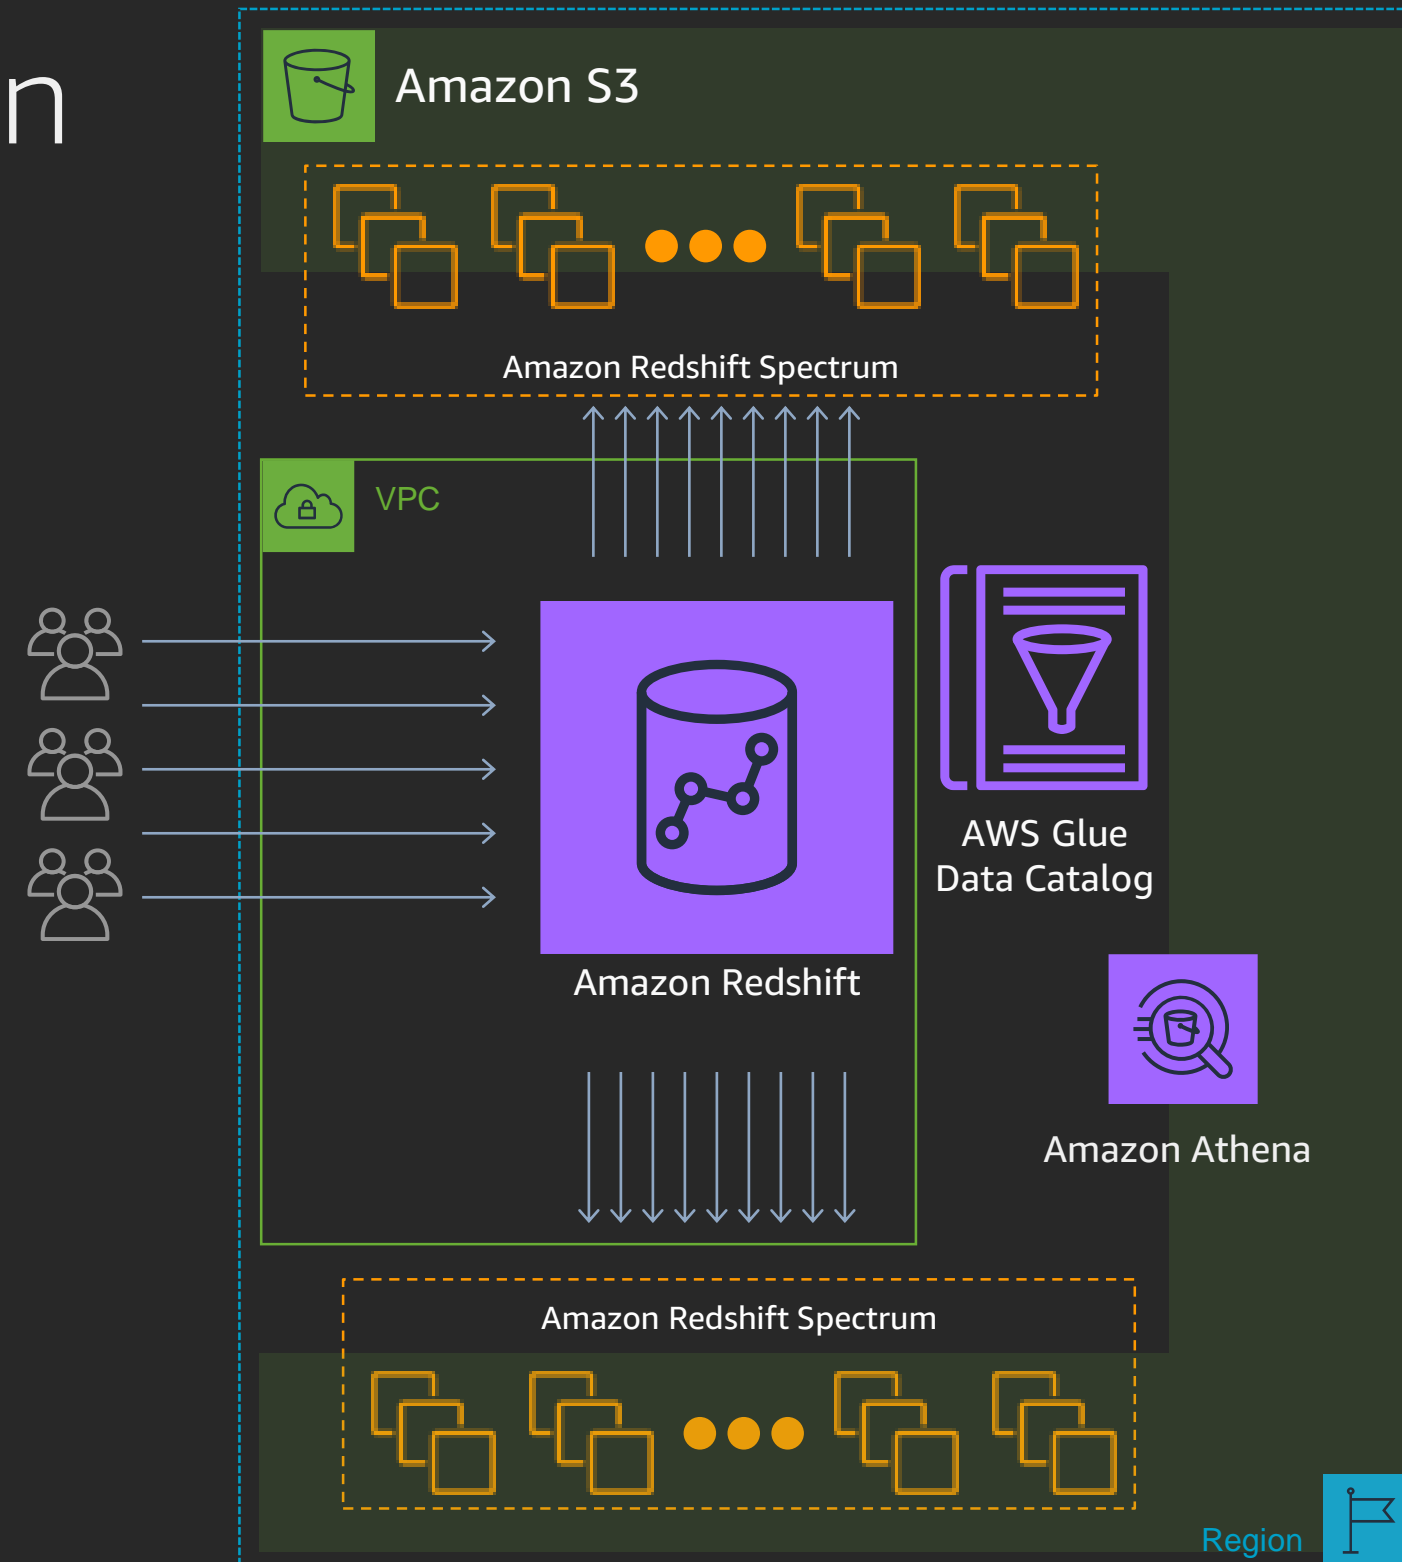 n
Amazon S3
Amazon Redshift Spectrum
VPC
AWS Glue
Data Catalog
Amazon Redshift
Amazon Athena
Amazon Redshift Spectrum
Region